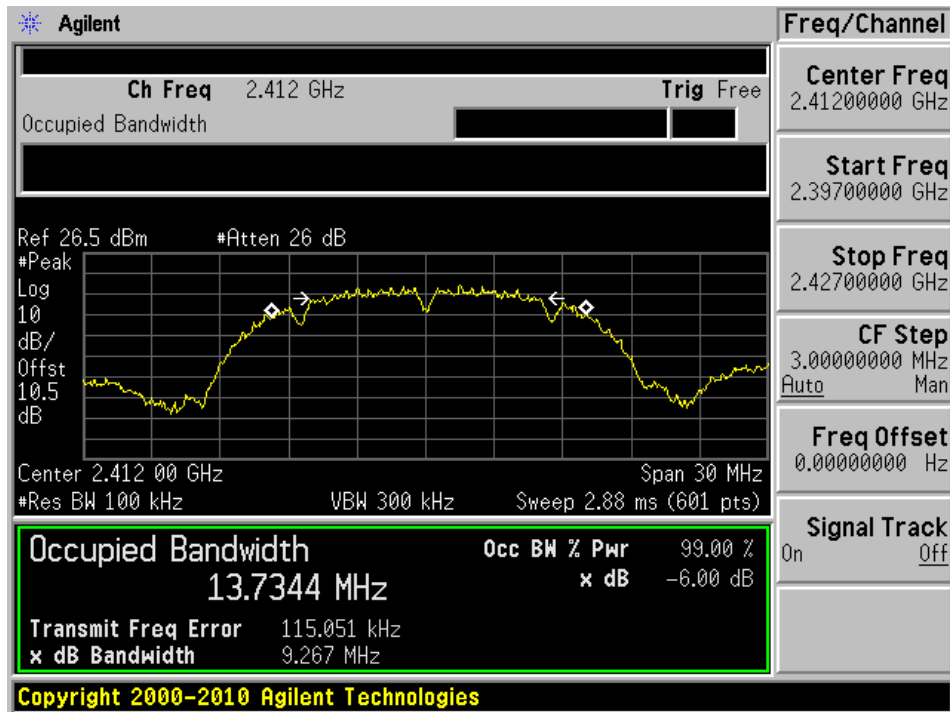 Agilent
Ch Freq 2.412 GHz Trig Free
Occupied Bandwidth
Ref 26.5 dBm #Atten 26 dB
#Peak
Log
10
dB/
Offst
10.5
dB
Center 2.412 00 GHz Span 30 MHz
#Res BW 100 kHz VBW 300 kHz Sweep 2.88 ms (601 pts)
Occupied Bandwidth Occ BW % Pwr 99.00 %
13.7344 MHz x dB -6.00 dB
Transmit Freq Error 115.051 kHz
x dB Bandwidth 9.267 MHz
Copyright 2000-2010 Agilent Technologies
Freq/Channel
Center Freq
2.41200000 GHz
Start Freq
2.39700000 GHz
Stop Freq
2.42700000 GHz
CF Step
3.00000000 MHz
Auto Man
Freq Offset
0.00000000 Hz
Signal Track
On Off